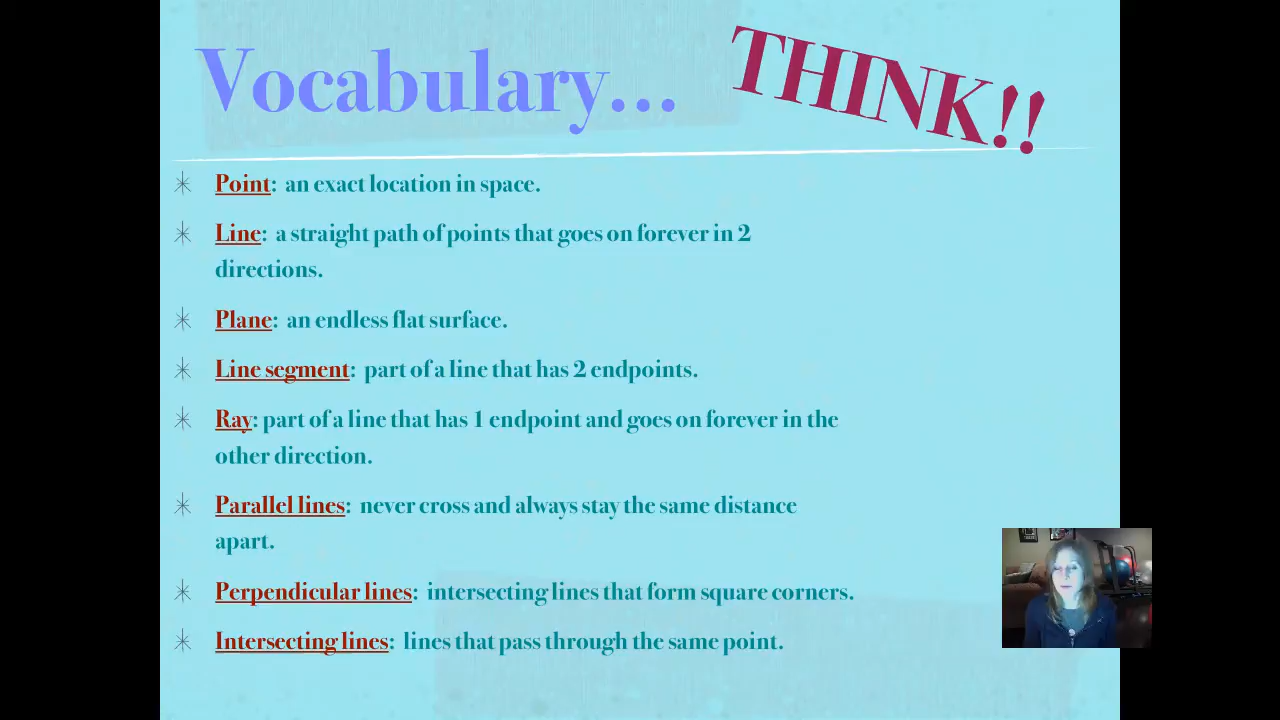 Vocabulary... THINK!!
Point: an exact location in space.
Line: a straight path of points that goes on forever in 2
directions.
Plane: an endless flat surface.
Line segment: part of a line that has 2 endpoints.
Ray: part of a line that has 1 endpoint and goes on forever in the
other direction.
Parallel lines: never cross and always stay the same distance
apart.
Perpendicular lines: intersecting lines that form square corners.
Intersecting lines: lines that pass through the same point.